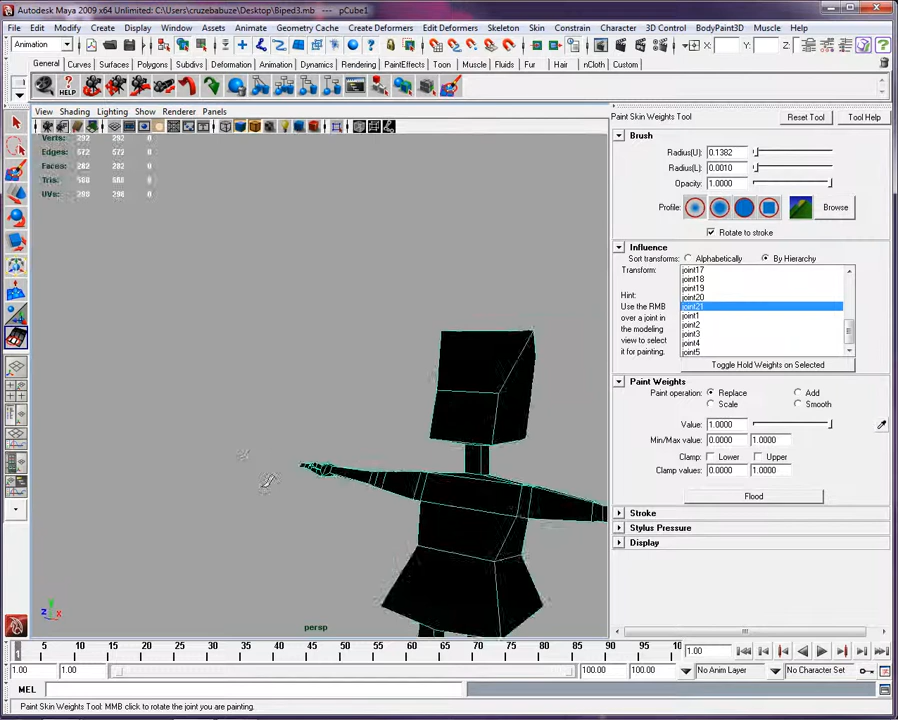 Autodesk Maya 2009 x64 Unlimited: C:\Users\cruzebabuze\Desktop\Biped3.mb --- pCube1
File Edit Modify Create Display Window Assets Animate Geometry Cache Create Deformers Edit Deformers Skeleton Skin Constrain Character 3D Control BodyPaint3D Muscle Help
Animation X: Y: Z:
General Curves Surfaces Polygons Subdivs Deformation Animation Dynamics Rendering PaintEffects Toon Muscle Fluids Fur Hair nCloth Custom
HELP
View Shading Lighting Show Renderer Panels
Paint Skin Weights Tool Reset Tool Tool Help
Verts: 292 292 0
Edges: 572 572 0
Faces: 282 282 0
Tris: 568 568 0
UVs: 298 298 0
Brush
Radius(U): 0.1382
Radius(L): 0.0010
Opacity: 1.0000
Profile: Browse
Rotate to stroke
Influence
Sort transforms: Alphabetically By Hierarchy
Transform: joint17
joint18
Hint: joint19
Use the RMB joint20
over a joint in joint21
the modeling joint1
view to select joint2
it for painting. joint3
joint4
joint5
Toggle Hold Weights on Selected
Paint Weights
Paint operation: Replace Add
Scale Smooth
Value: 1.0000
Min/Max value: 0.0000 1.0000
Clamp: Lower Upper
Clamp values: 0.0000 1.0000
Flood
Stroke
Stylus Pressure
Display
z x
persp
5 10 15 20 25 30 35 40 45 50 55 60 65 70 75 80 85 90 95 100 1.00
1.00 1.00 100.00 100.00 No Anim Layer No Character Set
MEL
Paint Skin Weights Tool: MMB click to rotate the joint you are painting.